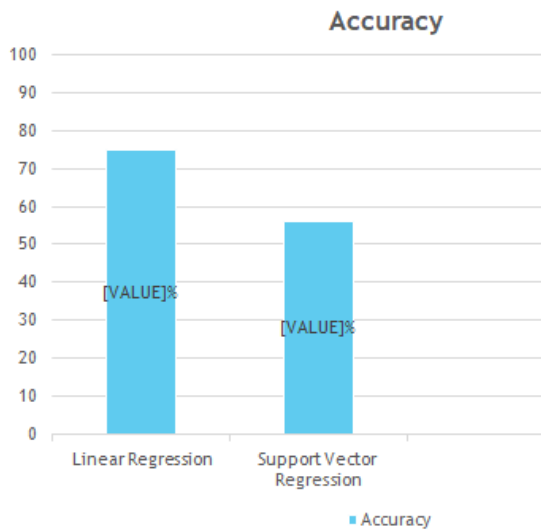 Accuracy
100
90
80
70
60
50
40
30
20
10
0
[VALUE]%
[VALUE]%
Linear Regression
Support Vector
Regression
Accuracy